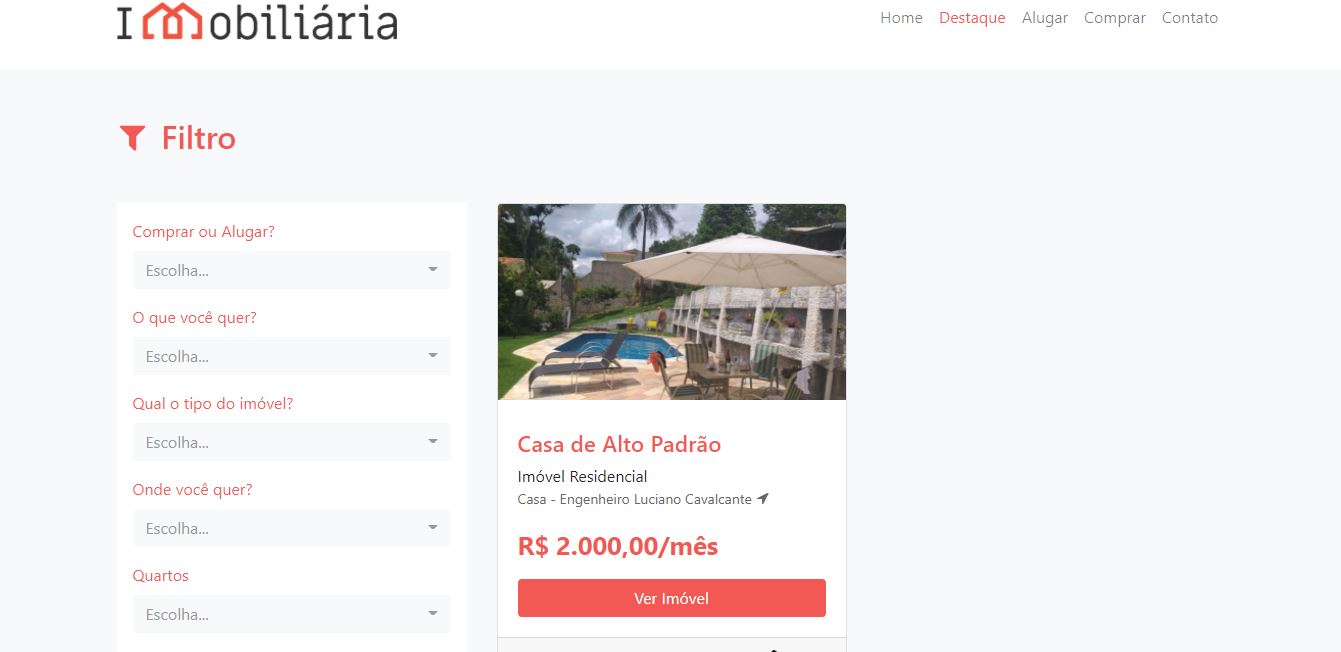 Imobiliária
Home Destaque Alugar Comprar Contato
Filtro
Comprar ou Alugar?
Escolha...
O que você quer?
Escolha...
Qual o tipo do imóvel?
Escolha...
Onde você quer?
Escolha...
Quartos
Escolha...
Casa de Alto Padrão
Imóvel Residencial
Casa - Engenheiro Luciano Cavalcante
R$ 2.000,00/mês
Ver Imóvel